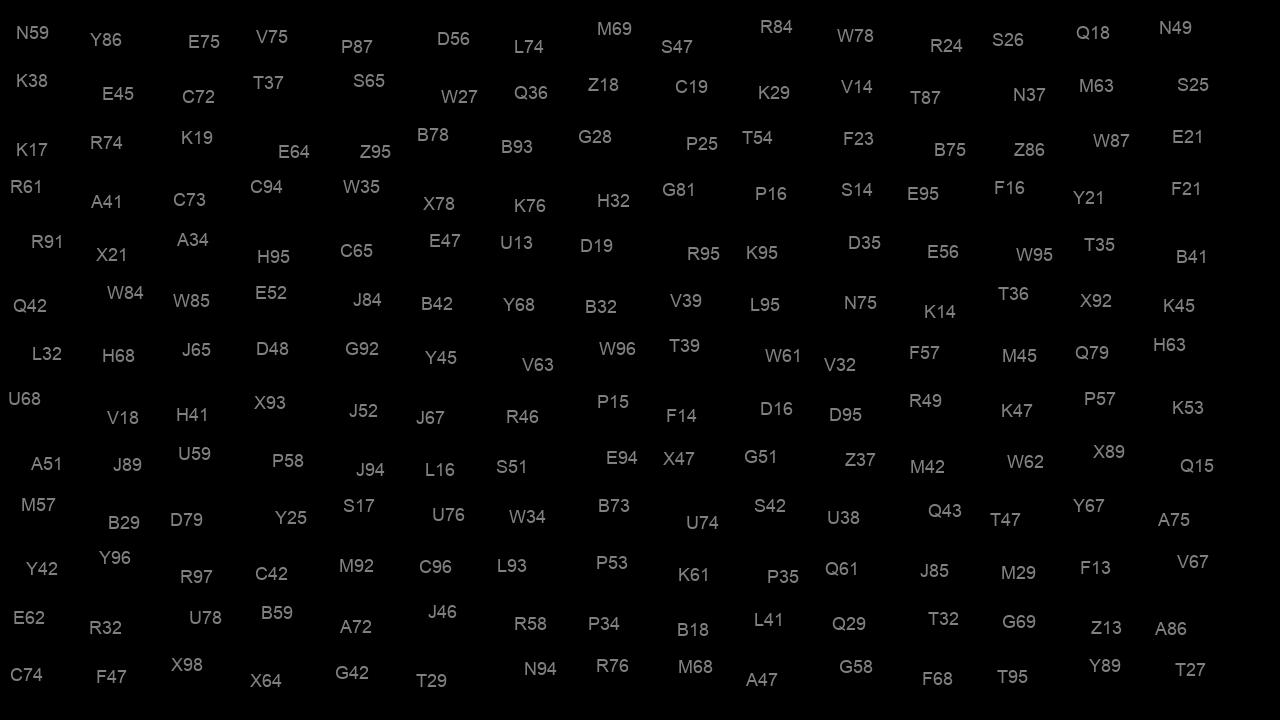 N59 Y86 E75 V75 P87 D56 L74 M69 S47 R84 W78 R24 S26 Q18 N49
K38 E45 C72 T37 S65 W27 Q36 Z18 C19 K29 V14 T87 N37 M63 S25
K17 R74 K19 E64 Z95 B78 B93 G28 P25 T54 F23 B75 Z86 W87 E21
R61 A41 C73 C94 W35 X78 K76 H32 G81 P16 S14 E95 F16 Y21 F21
R91 X21 A34 H95 C65 E47 U13 D19 R95 K95 D35 E56 W95 T35 B41
Q42 W84 W85 E52 J84 B42 Y68 B32 V39 L95 N75 K14 T36 X92 K45
L32 H68 J65 D48 G92 Y45 V63 W96 T39 W61 V32 F57 M45 Q79 H63
U68 V18 H41 X93 J52 J67 R46 P15 F14 D16 D95 R49 K47 P57 K53
A51 J89 U59 P58 J94 L16 S51 E94 X47 G51 Z37 M42 W62 X89 Q15
M57 B29 D79 Y25 S17 U76 W34 B73 U74 S42 U38 Q43 T47 Y67 A75
Y42 Y96 R97 C42 M92 C96 L93 P53 K61 P35 Q61 J85 M29 F13 V67
E62 R32 U78 B59 A72 J46 R58 P34 B18 L41 Q29 T32 G69 Z13 A86
C74 F47 X98 X64 G42 T29 N94 R76 M68 A47 G58 F68 T95 Y89 T27